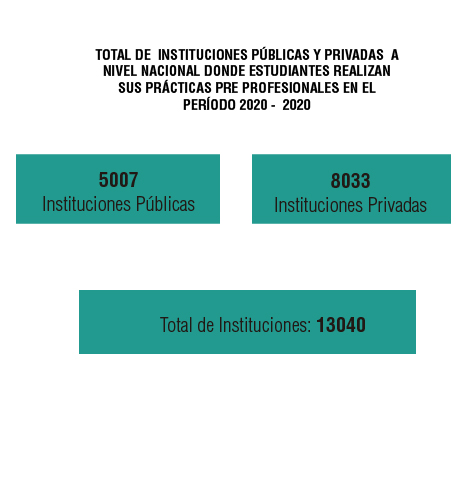 TOTAL DE INSTITUCIONES PÚBLICAS Y PRIVADAS A
NIVEL NACIONAL DONDE ESTUDIANTES REALIZAN
SUS PRÁCTICAS PRE PROFESIONALES EN EL
PERÍODO 2020 - 2020
5007
Instituciones Públicas
8033
Instituciones Privadas
Total de Instituciones: 13040